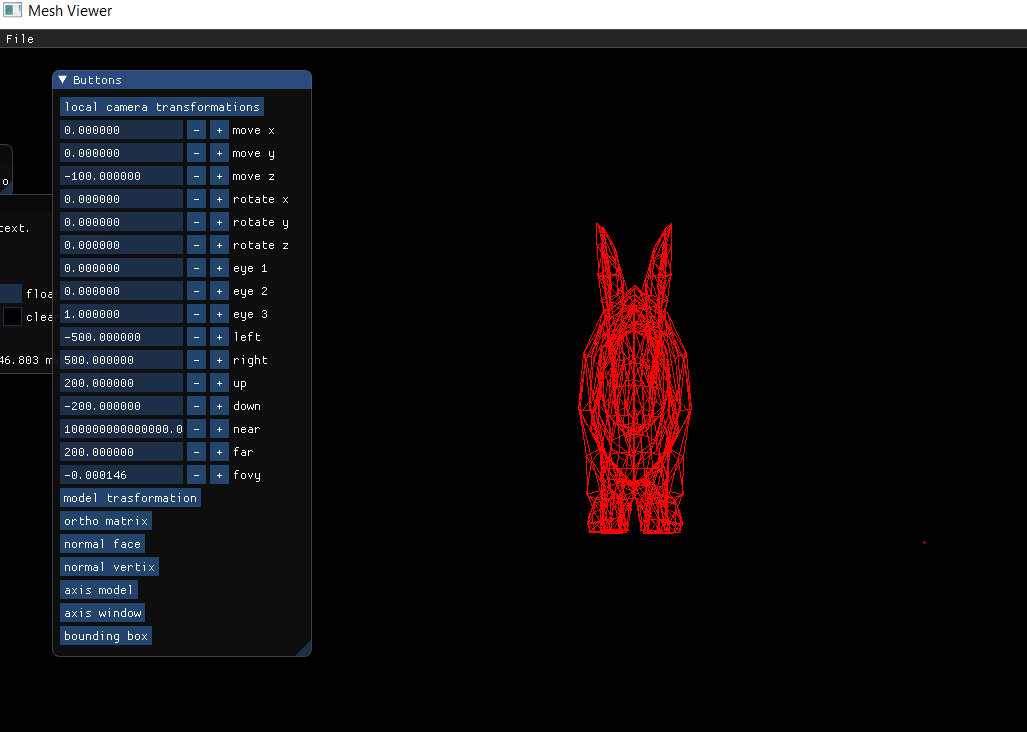 Mesh Viewer
File
Buttons
local camera transformations
0.000000 - + move x
0.000000 - + move y
-100.000000 - + move z
0.000000 - + rotate x
0.000000 - + rotate y
0.000000 - + rotate z
0.000000 - + eye 1
0.000000 - + eye 2
1.000000 - + eye 3
-500.000000 - + left
500.000000 - + right
200.000000 - + up
-200.000000 - + down
100000000000000.0 - + near
200.000000 - + far
-0.000146 - + fovy
model trasformation
ortho matrix
normal face
normal vertix
axis model
axis window
bounding box
o
text.
floa
clea
46.803 m